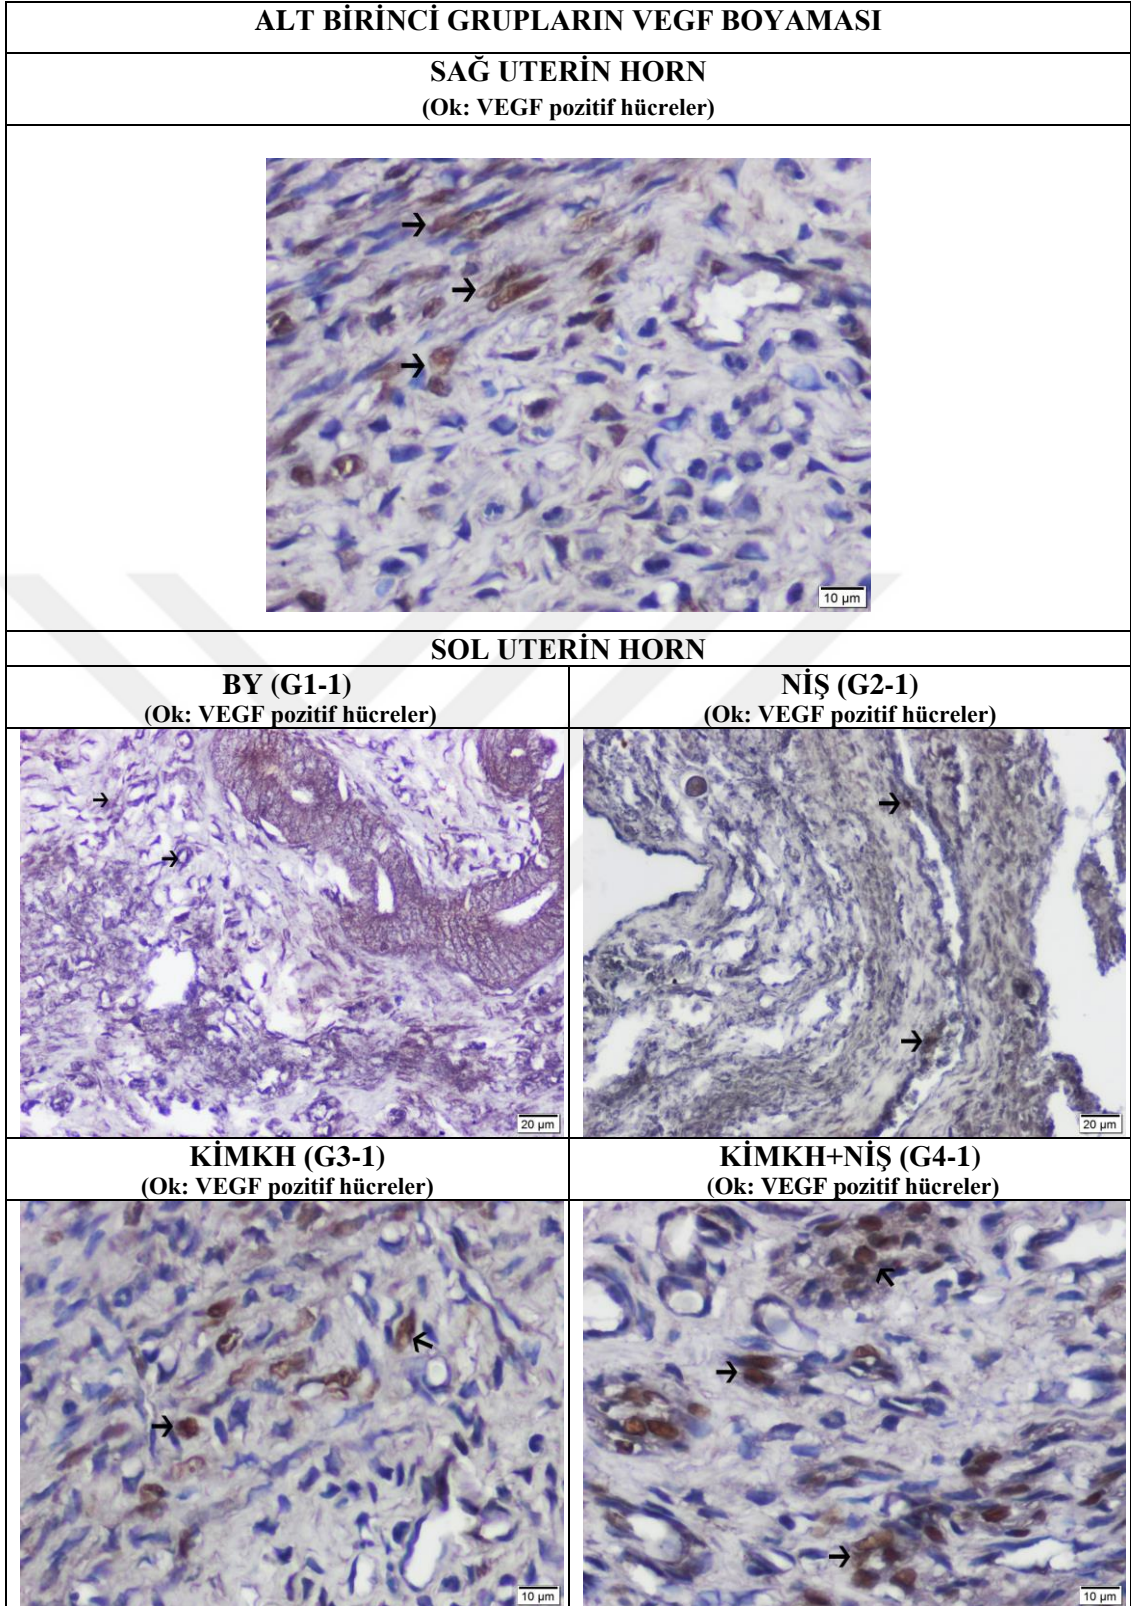 ALT BİRİNCİ GRUPLARIN VEGF BOYAMASI
SAĞ UTERİN HORN
(Ok: VEGF pozitif hücreler)
10 µm
SOL UTERİN HORN
BY (G1-1)
(Ok: VEGF pozitif hücreler)
NİŞ (G2-1)
(Ok: VEGF pozitif hücreler)
20 µm
20 µm
KİMKH (G3-1)
(Ok: VEGF pozitif hücreler)
KİMKH+NİŞ (G4-1)
(Ok: VEGF pozitif hücreler)
10 µm
10 µm